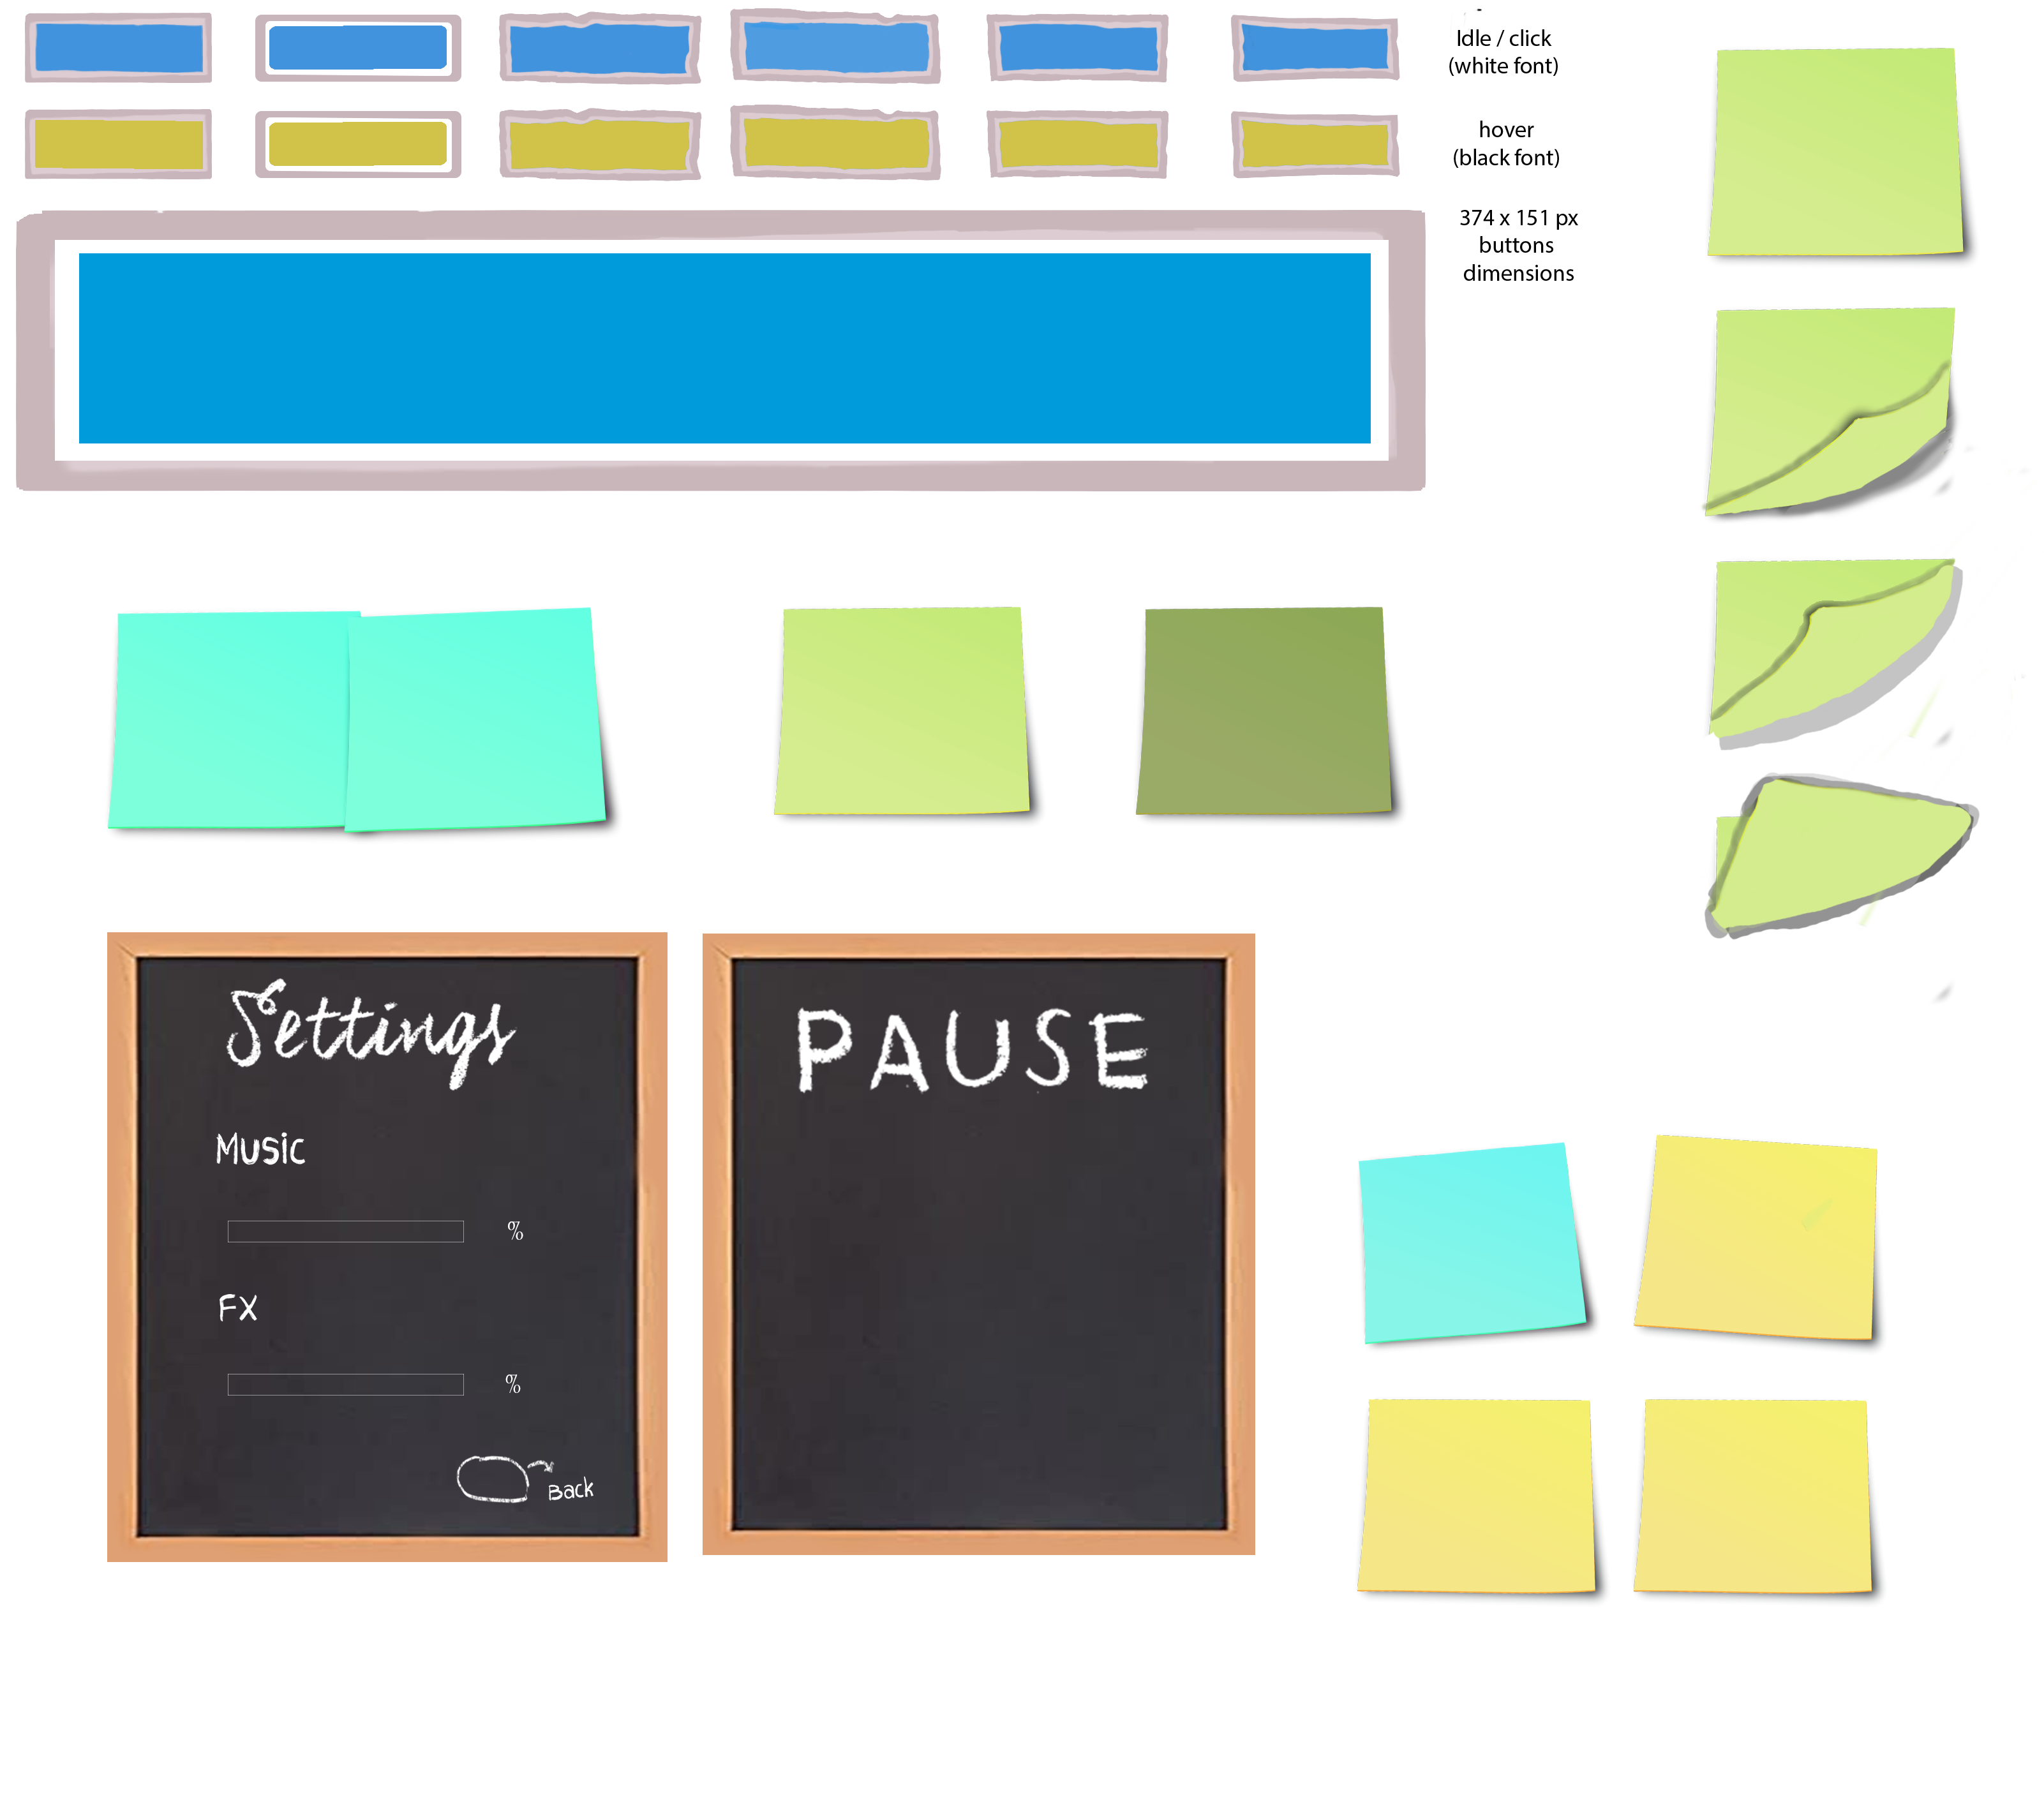 Idle / click
(white font)
hover
(black font)
374 x 151 px
buttons
dimensions
Settings
Music
%
FX
%
Back
PAUSE